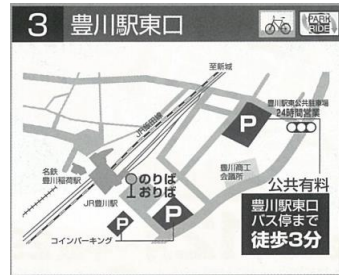 3 豊川駅東口
PARK
RIDE
至新城
JR飯田線
豊川駅東公共駐車場
24時間営業
P
豊川商工
会議所
名鉄
豊川稲荷駅
のりば
おりば
JR豊川駅
P
P
コインパーキング
公共有料
豊川駅東口
バス停まで
徒歩3分